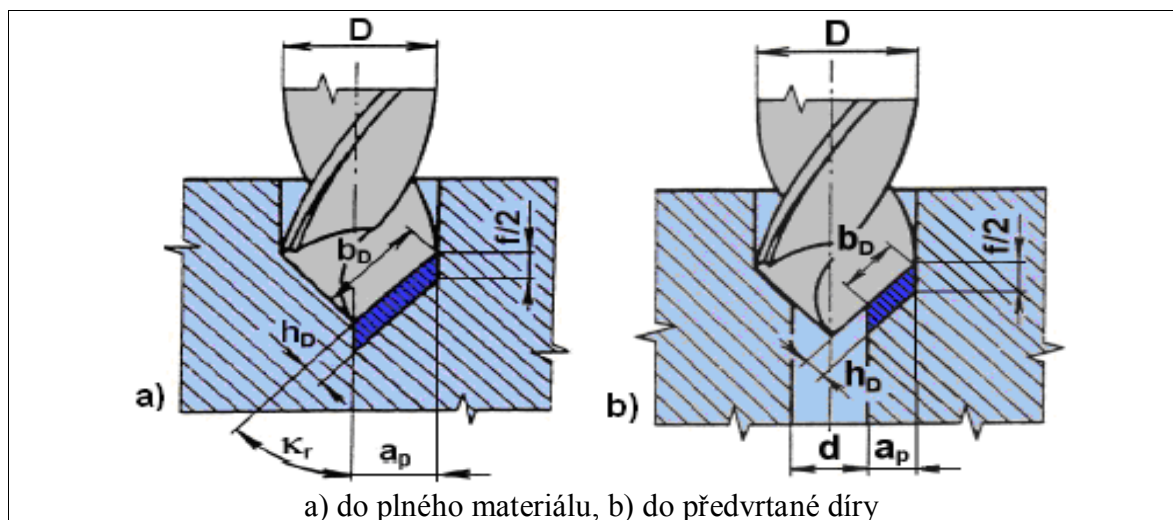 D
D
b_D
f/2
b_D
f/2
h_D
h_D
a)
b)
κ_r
a_p
d
a_p
a) do plného materiálu, b) do předvrtané díry